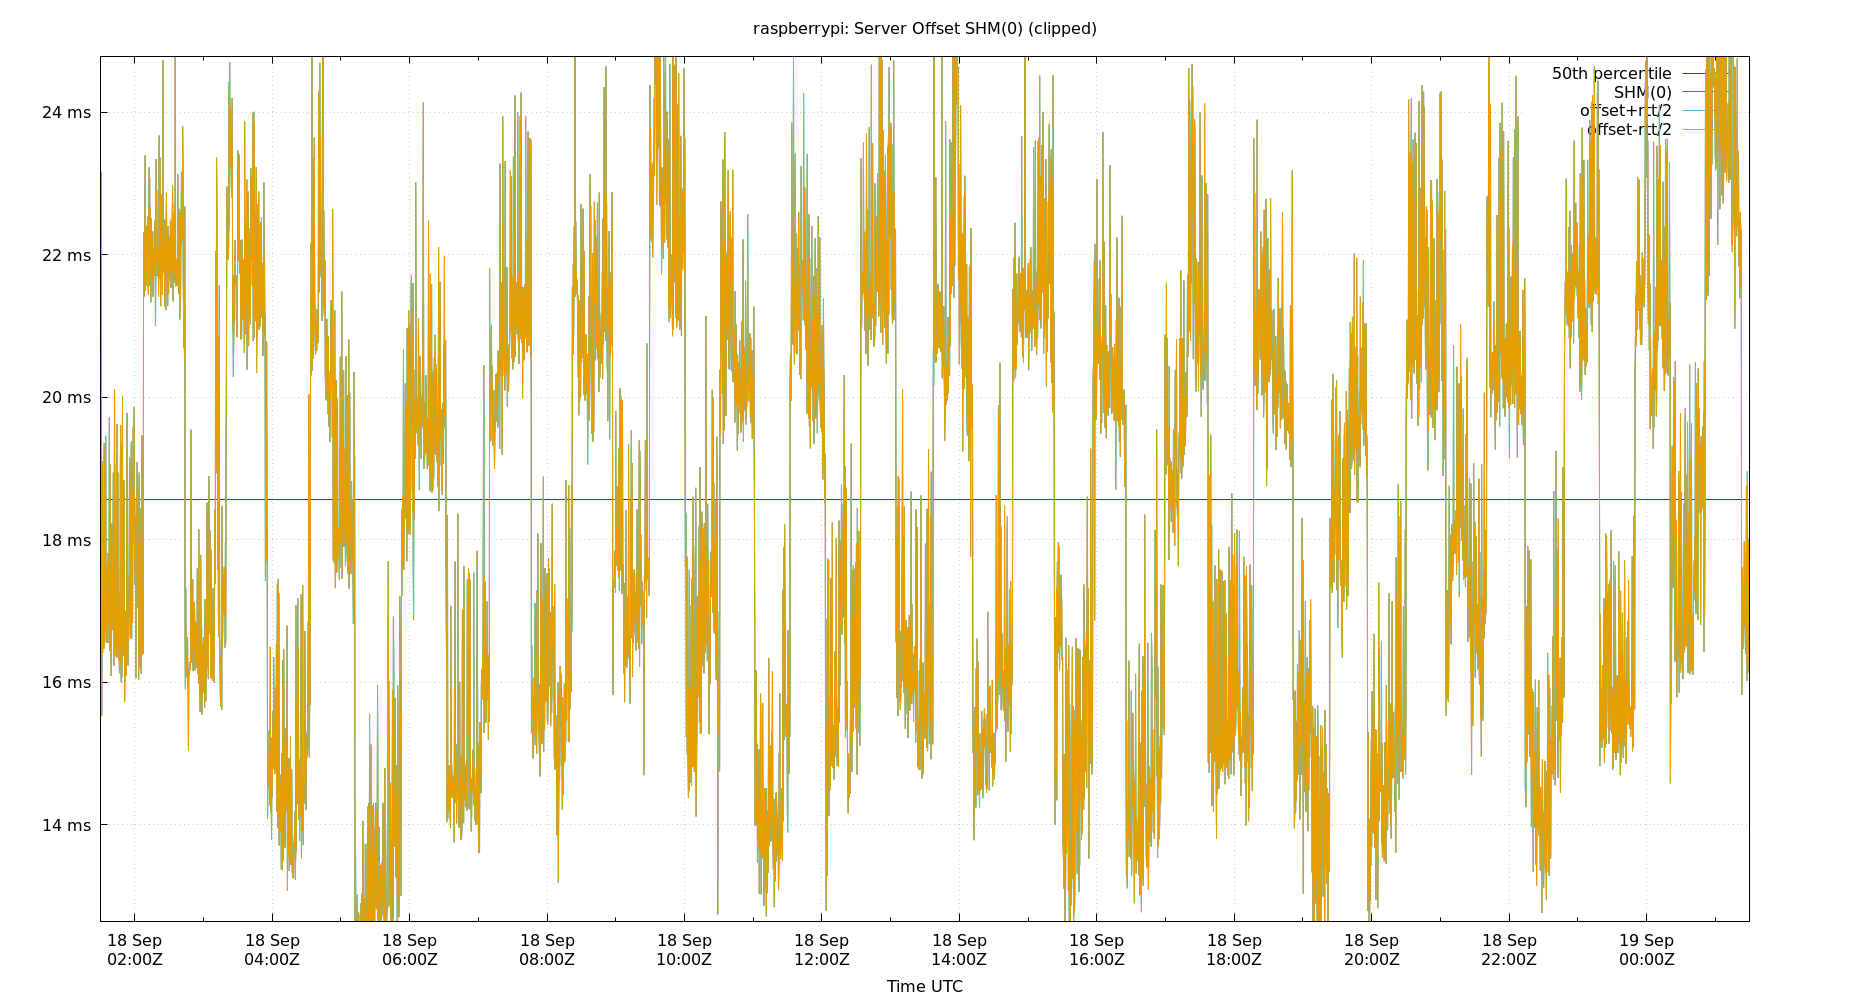 raspberrypi: Server Offset SHM(0) (clipped)
50th percentile
SHM(0)
offset+rtt/2
offset-rtt/2
24 ms
22 ms
20 ms
18 ms
16 ms
14 ms
18 Sep 18 Sep 18 Sep 18 Sep 18 Sep 18 Sep 18 Sep 18 Sep 18 Sep 18 Sep 18 Sep 19 Sep
02:00Z 04:00Z 06:00Z 08:00Z 10:00Z 12:00Z 14:00Z 16:00Z 18:00Z 20:00Z 22:00Z 00:00Z
Time UTC